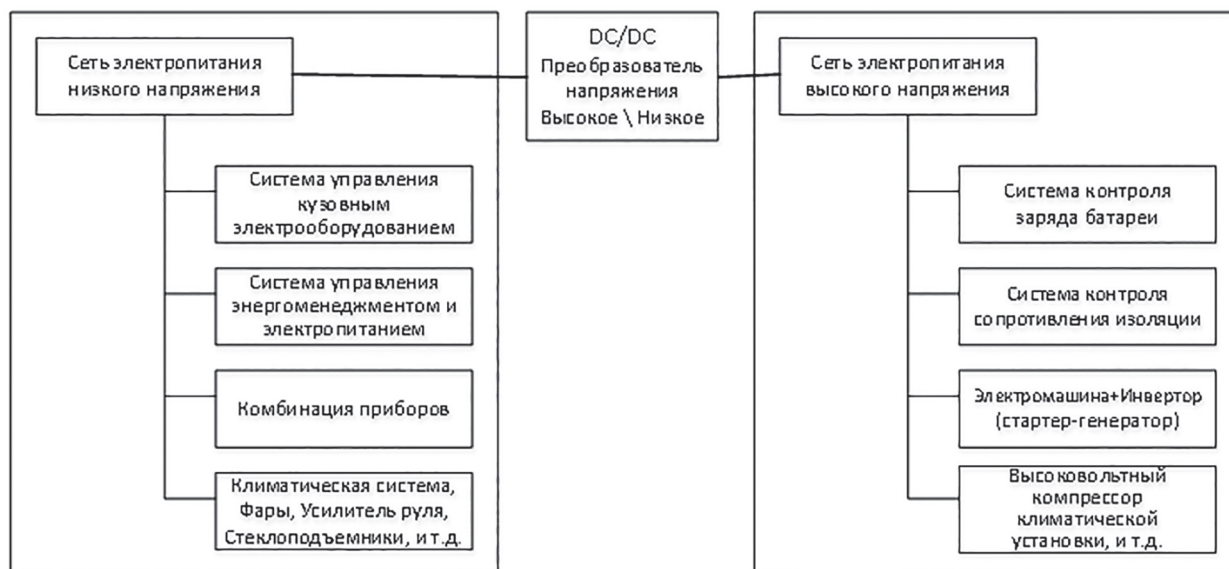 Сеть электропитания
низкого напряжения
DC/DC
Преобразователь
напряжения
Высокое \ Низкое
Сеть электропитания
высокого напряжения
Система управления
кузовным
электрооборудованием
Система управления
энергоменеджментом и
электропитанием
Комбинация приборов
Климатическая система,
Фары, Усилитель руля,
Стеклоподъемники, и т.д.
Система контроля
заряда батареи
Система контроля
сопротивления изоляции
Электромашина+Инвертор
(стартер-генератор)
Высоковольтный
компрессор
климатической
установки, и т.д.